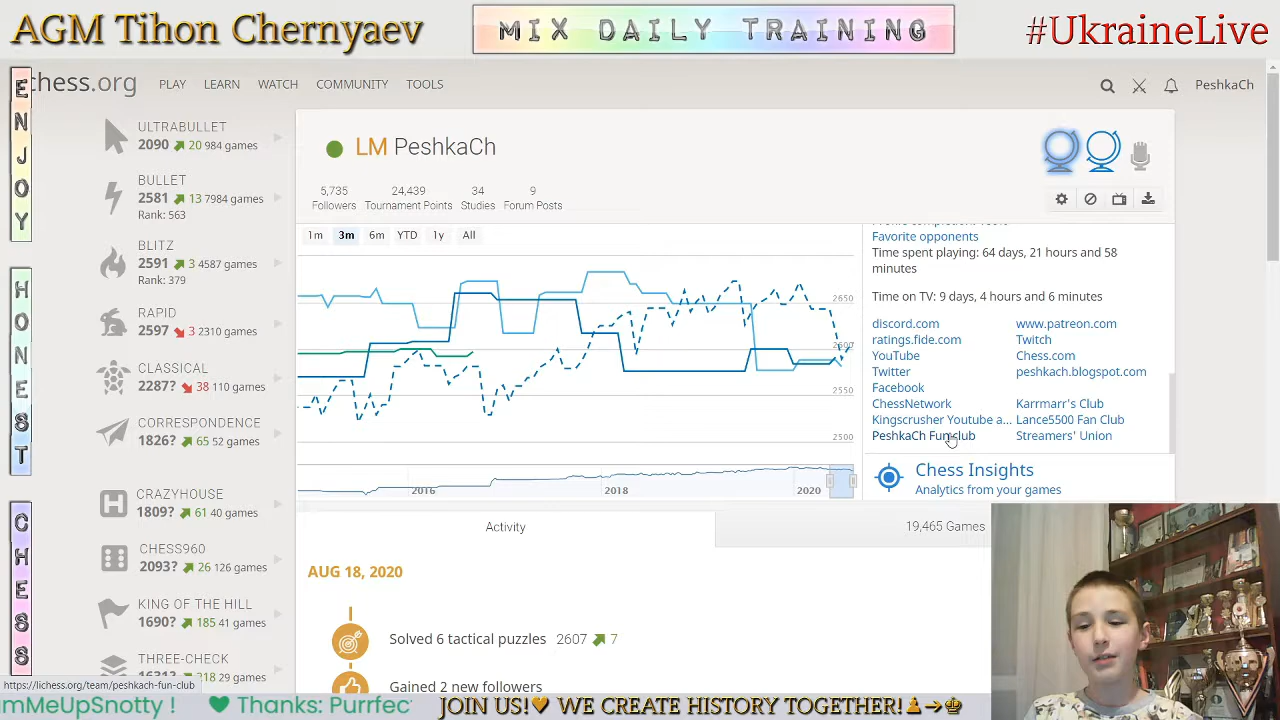 AGM Tihon Chernyaev
MIX DAILY TRAINING
#UkraineLive
ENJOY
HONEST
CHESS
chess.org
PLAY
LEARN
WATCH
COMMUNITY
TOOLS
PeshkaCh
ULTRABULLET
2090 20 984 games
BULLET
2581 13 7984 games
Rank: 563
BLITZ
2591 3 4587 games
Rank: 379
RAPID
2597 3 2310 games
CLASSICAL
2287? 38 110 games
CORRESPONDENCE
1826? 65 52 games
CRAZYHOUSE
1809? 61 40 games
CHESS960
2093? 26 126 games
KING OF THE HILL
1690? 185 41 games
THREE-CHECK
218 29 games
LM PeshkaCh
5,735 24,439 34 9
Followers Tournament Points Studies Forum Posts
1m 3m 6m YTD 1y All
2650
2607
2550
2500
2016 2018 2020
Favorite opponents
Time spent playing: 64 days, 21 hours and 58
minutes
Time on TV: 9 days, 4 hours and 6 minutes
discord.com www.patreon.com
ratings.fide.com Twitch
YouTube Chess.com
Twitter peshkach.blogspot.com
Facebook
ChessNetwork Karrmarr's Club
Kingscrusher Youtube a... Lance5500 Fan Club
PeshkaCh Fun club Streamers' Union
Chess Insights
Analytics from your games
Activity
19,465 Games
AUG 18, 2020
Solved 6 tactical puzzles 2607 7
Gained 2 new followers
https://lichess.org/team/peshkach-fun-club
mMeUpSnotty ! Thanks: Purrfec
JOIN US! WE CREATE HISTORY TOGETHER!